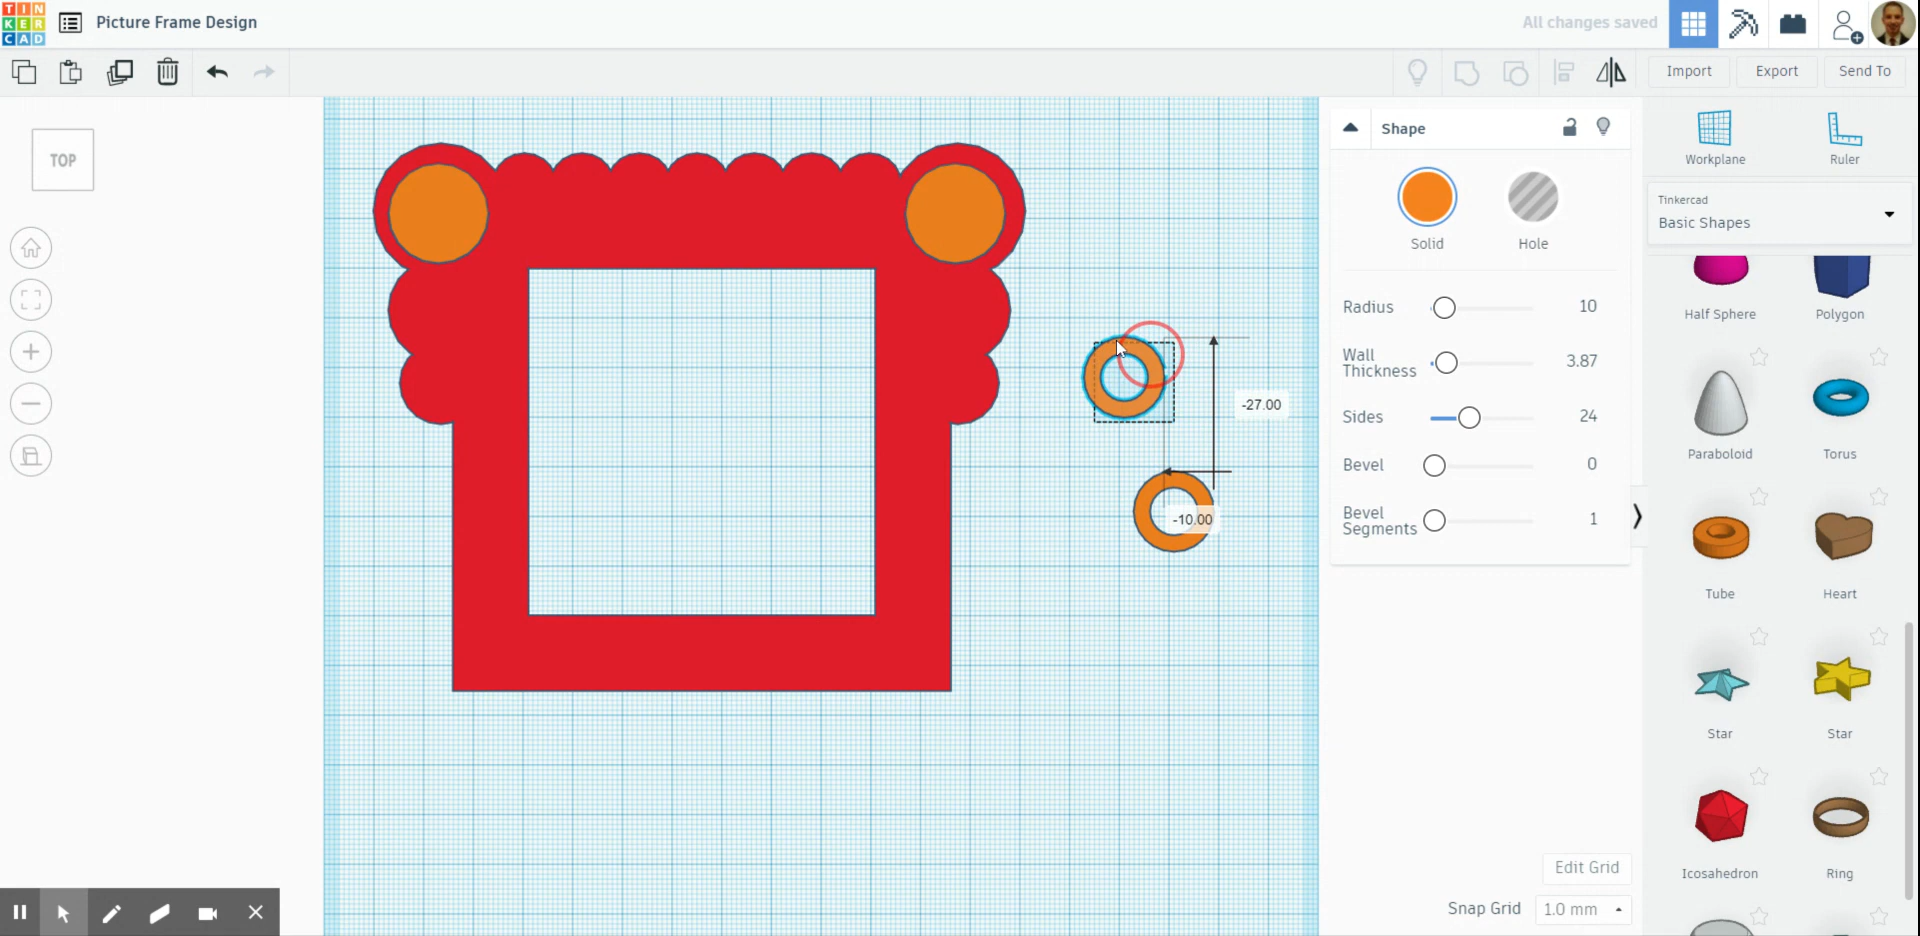 TIN
KER
CAD
Picture Frame Design
All changes saved
Import
Export
Send To
TOP
Shape
Solid
Hole
Radius
10
Wall
Thickness
3.87
Sides
24
Bevel
0
Bevel
Segments
1
-27.00
-10.00
Workplane
Ruler
Tinkercad
Basic Shapes
Half Sphere
Polygon
Paraboloid
Torus
Tube
Heart
Star
Star
Icosahedron
Ring
Edit Grid
Snap Grid
1.0 mm